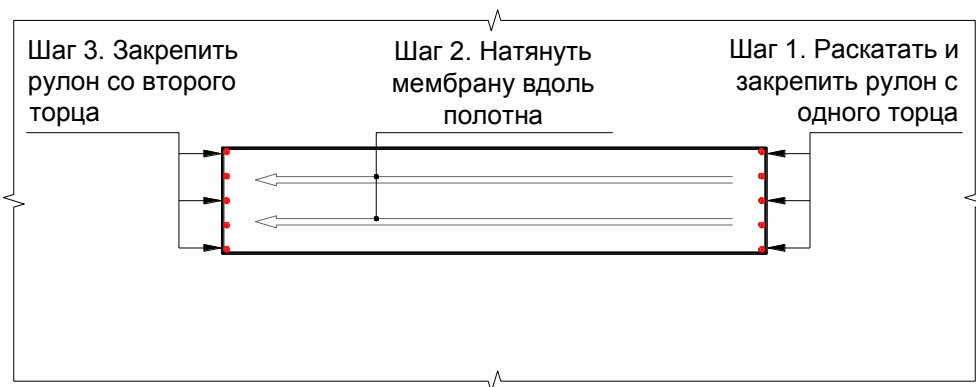 Шаг 3. Закрепить
рулон со второго
торца
Шаг 2. Натянуть
мембрану вдоль
полотна
Шаг 1. Раскатать и
закрепить рулон с
одного торца